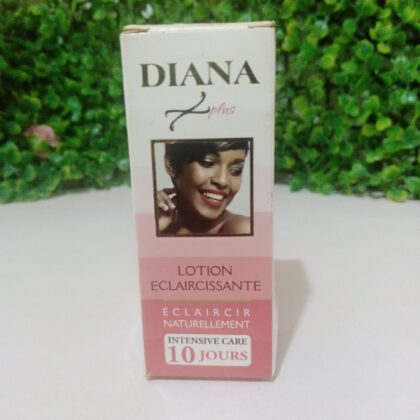 DIANA
plus
LOTION
ECLAIRCISSANTE
ÉCLAIRCIR
NATURELLEMENT
INTENSIVE CARE
10 JOURS